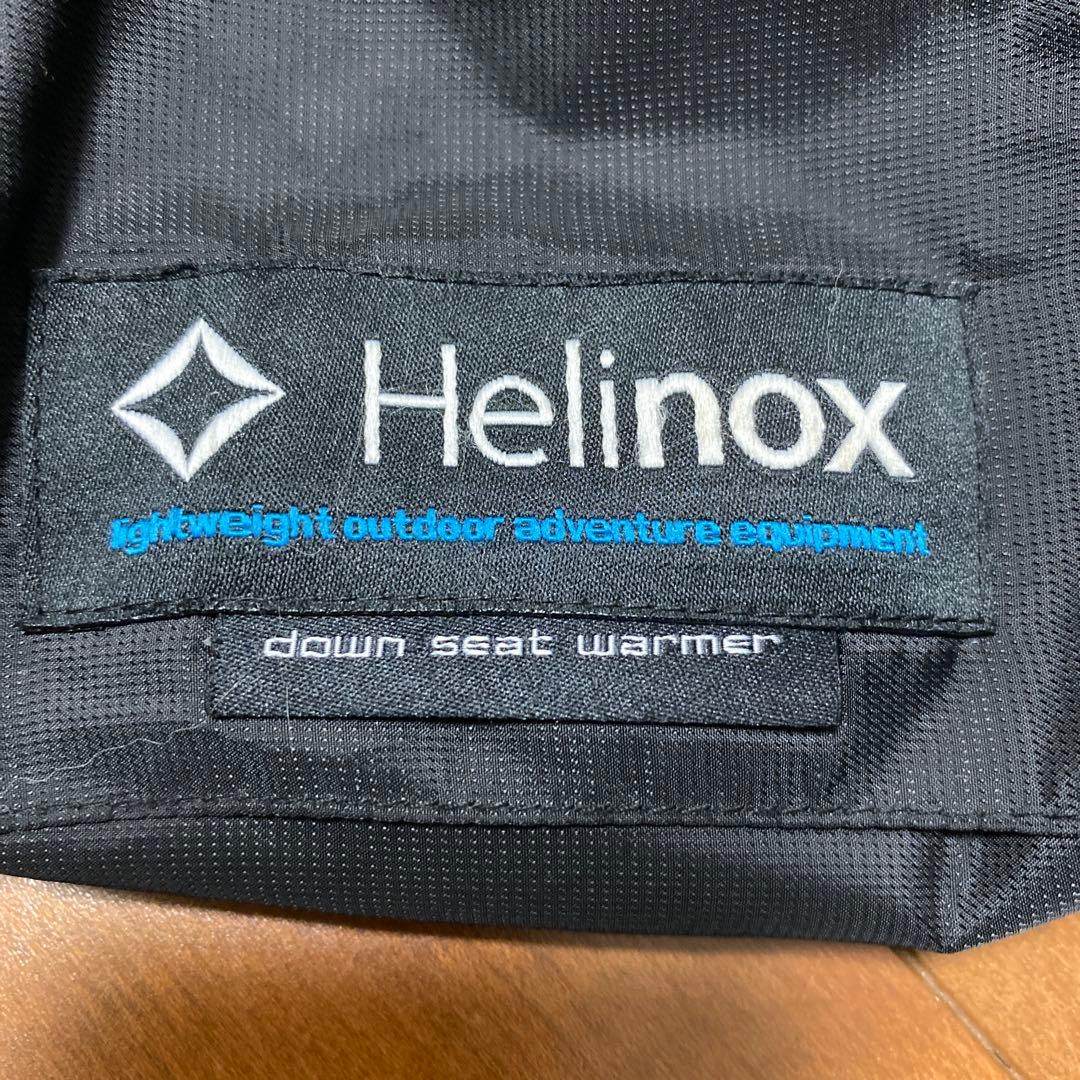 Helinox
lightweight outdoor adventure equipment
down seat warmer